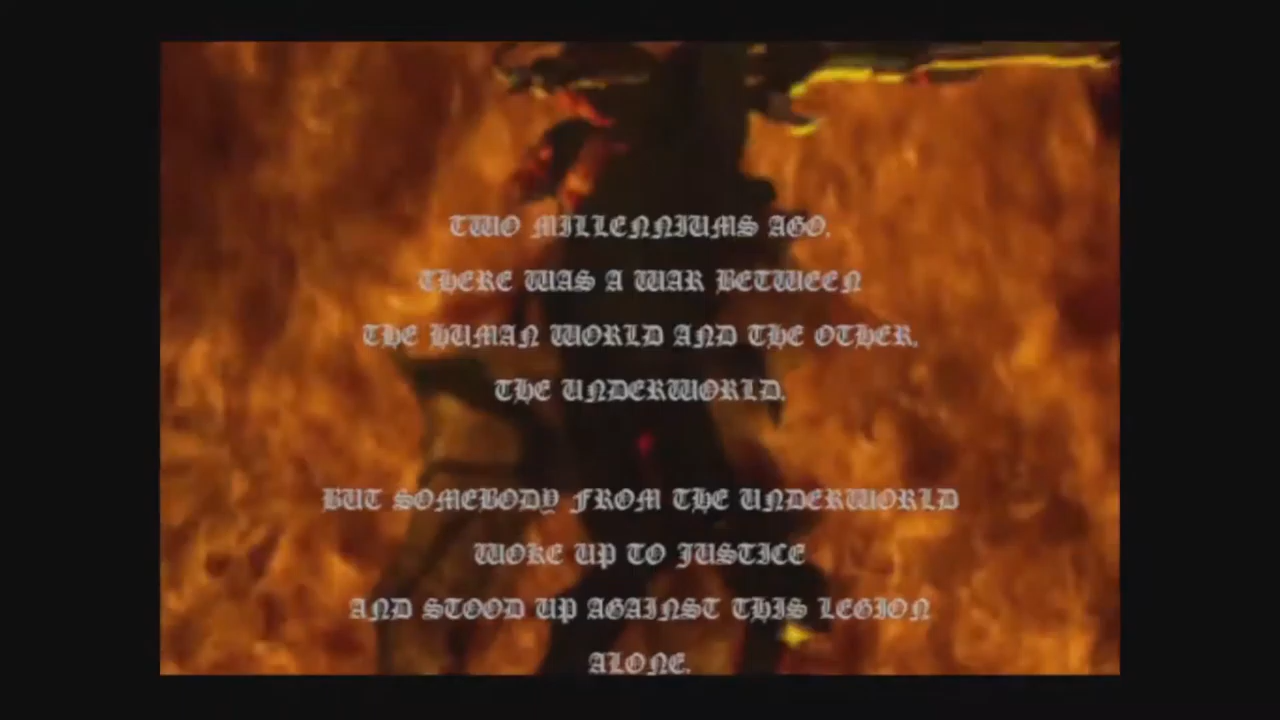 TWO MILLENNIUMS AGO,
THERE WAS A WAR BETWEEN
THE HUMAN WORLD AND THE OTHER,
THE UNDERWORLD.
BUT SOMEBODY FROM THE UNDERWORLD
WOKE UP TO JUSTICE
AND STOOD UP AGAINST THIS LEGION
ALONE.